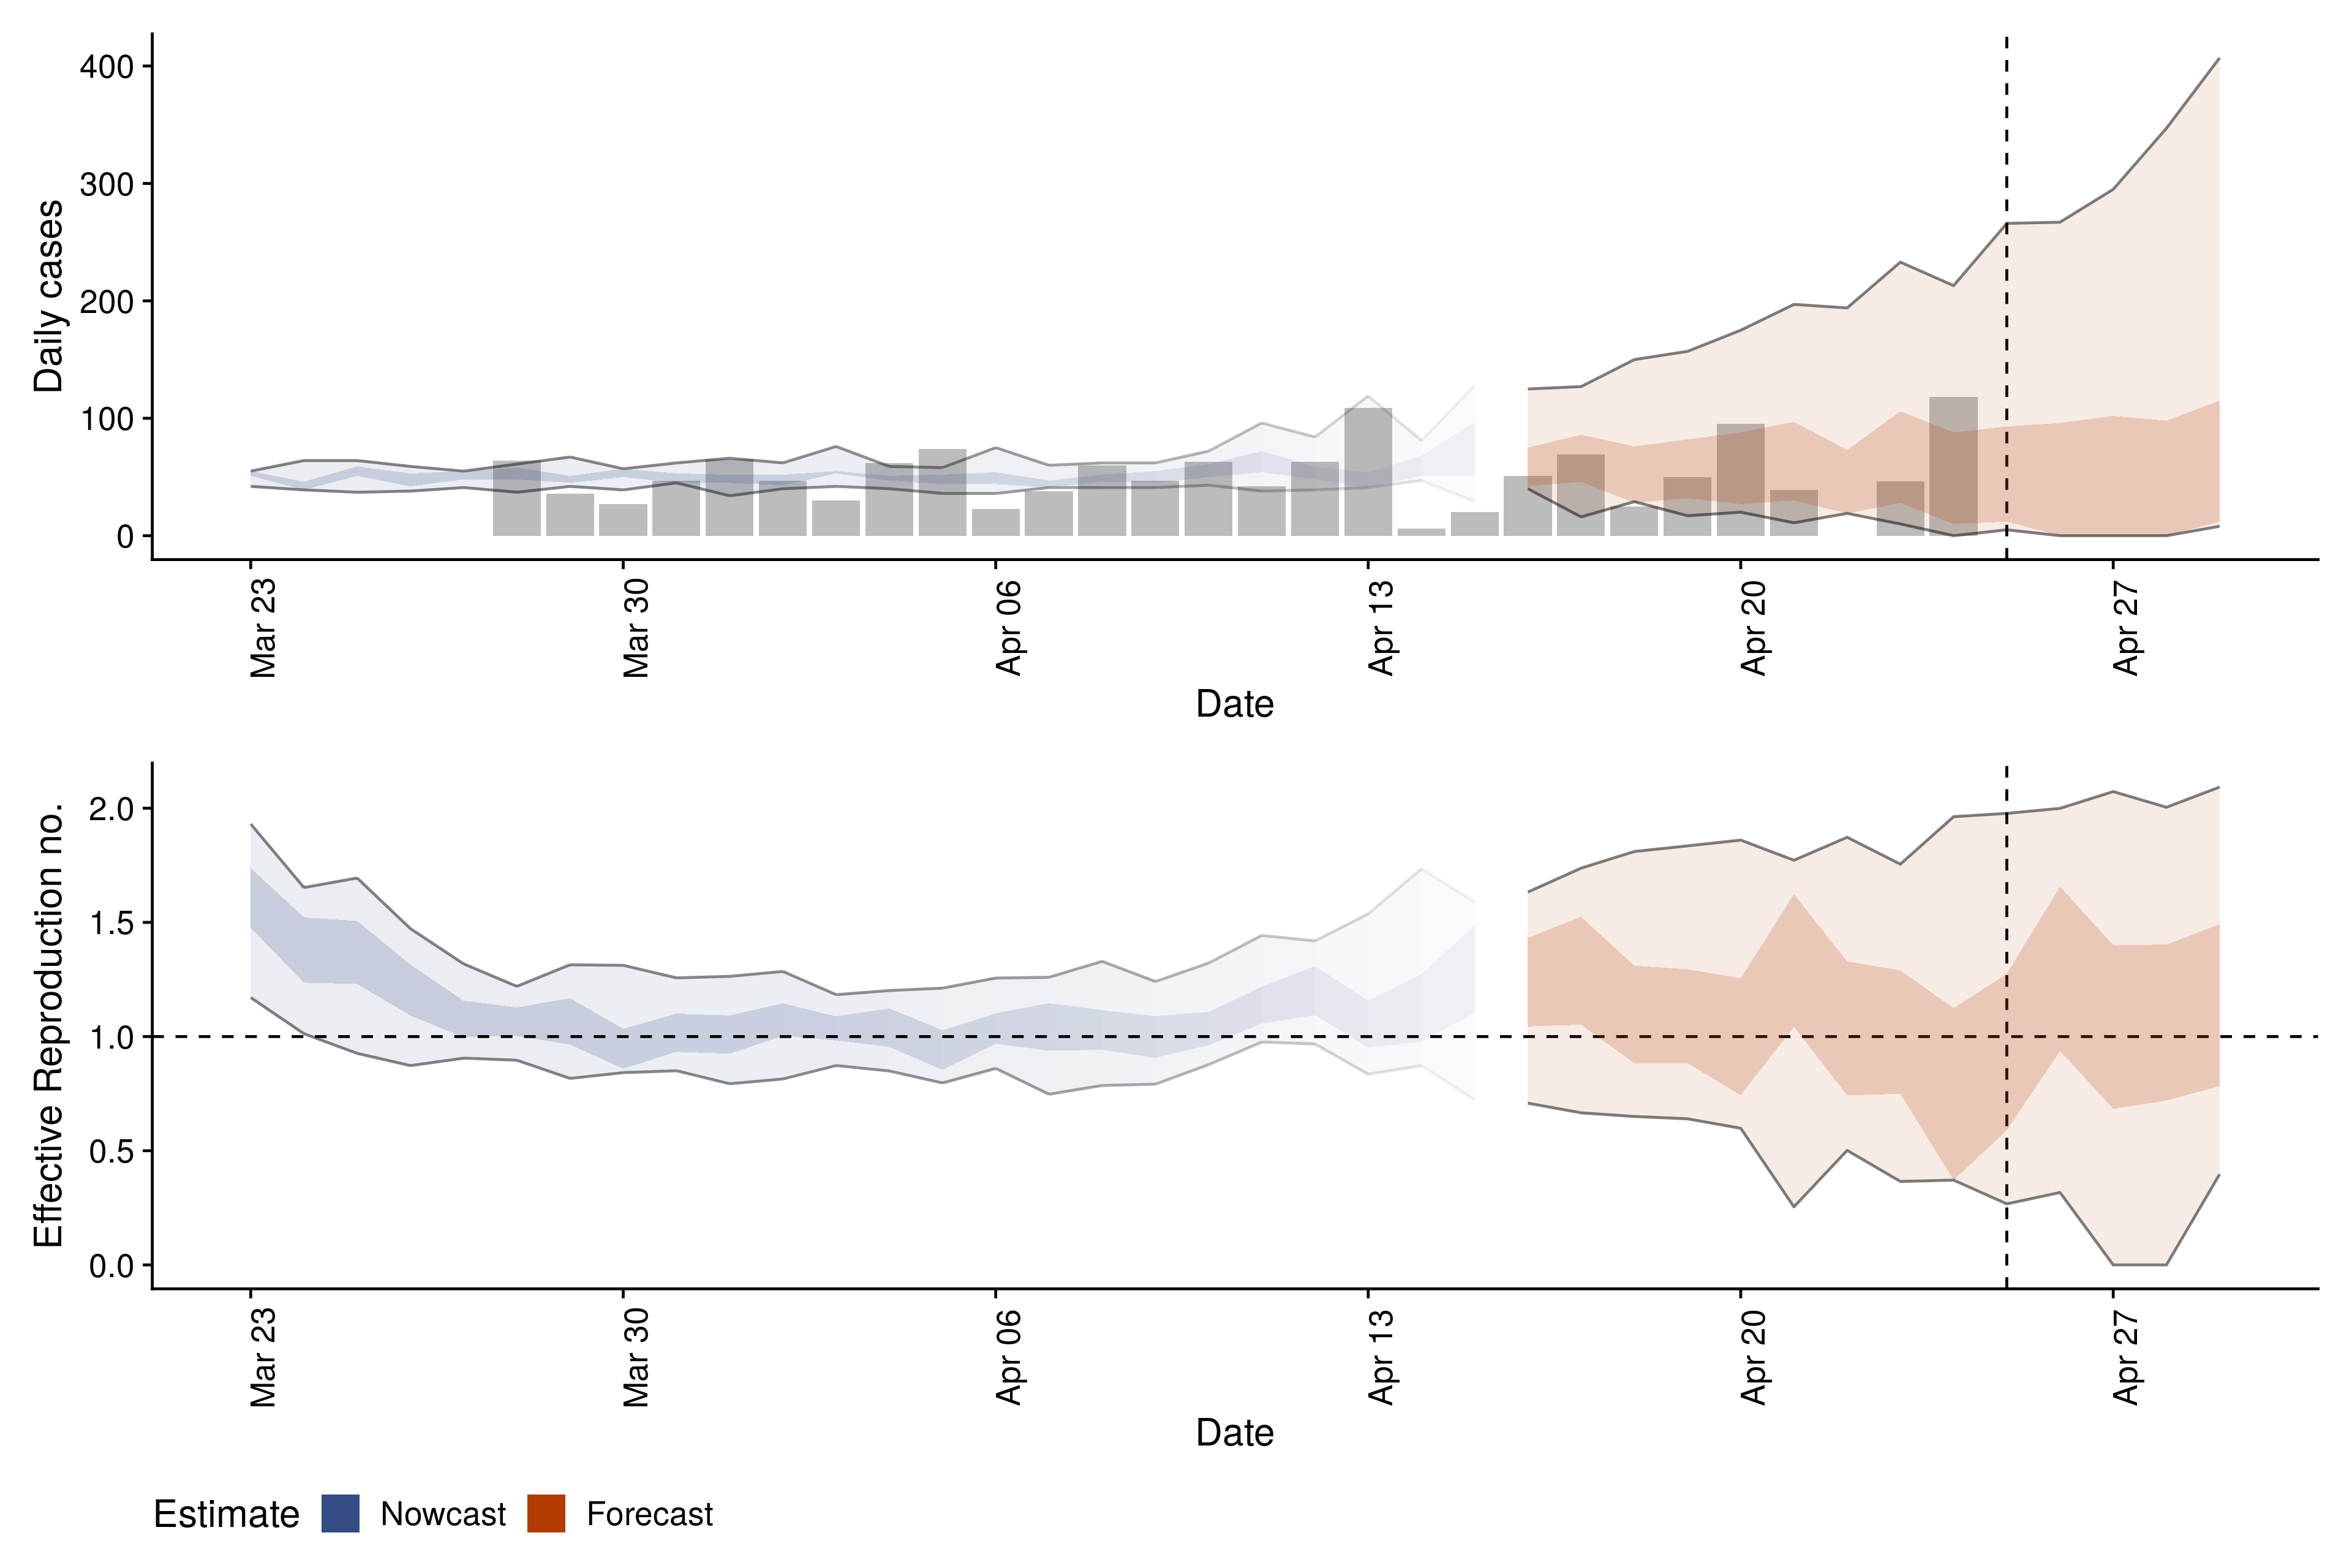 Daily cases
400
300
200
100
0
Mar 23
Mar 30
Apr 06
Apr 13
Apr 20
Apr 27
Date
Effective Reproduction no.
2.0
1.5
1.0
0.5
0.0
Mar 23
Mar 30
Apr 06
Apr 13
Apr 20
Apr 27
Date
Estimate Nowcast Forecast